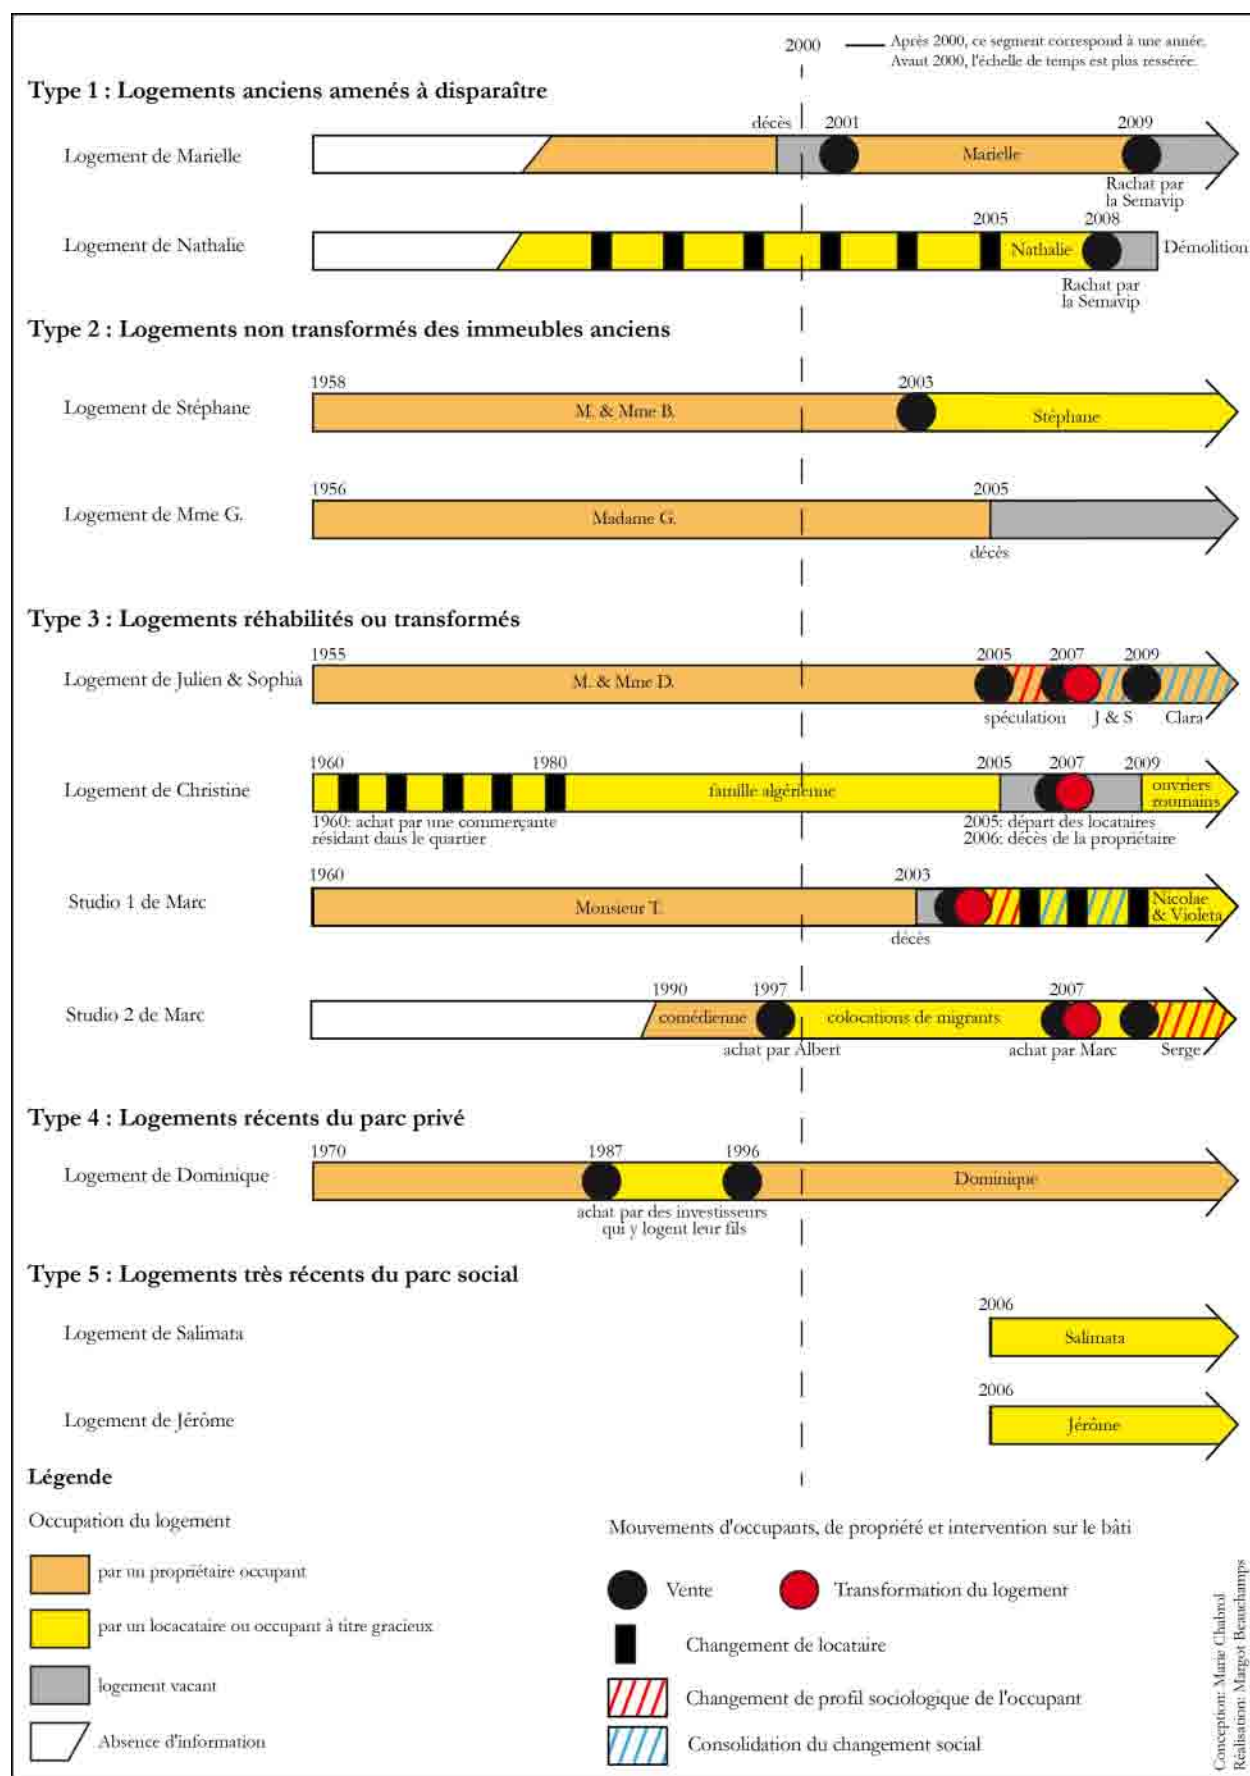 2000
Après 2000, ce segment correspond à une année.
Avaut 2000, l'échelle de temps est plus ressérée.
Type 1 : Logements anciens amenés à disparaître
décès
2001
2009
Logement de Marielle
Marielle
Rachat par
la Semavip
2005
2008
Logement de Nathalie
Nathalie
Démolition
Rachat par
la Semavip
Type 2 : Logements non transformés des immeubles anciens
1958
2003
Logement de Stéphane
M. & Mme B.
Stéphane
1956
2005
Logement de Mme G.
Madame G.
décès
Type 3 : Logements réhabilités ou transformés
1955
2005
2007
2009
Logement de Julien & Sophia
M. & Mme D.
spéculation
J & S
Clara
1960
1980
2005
2007
2009
Logement de Christine
famille algérienne
ouvriers
roumains
1960: achat par une commerçante
résidant dans le quartier
2005: départ des locataires
2006: décès de la propriétaire
1960
2003
Studio 1 de Marc
Monsieur T.
Nicolae
& Violeta
décès
1990
1997
2007
Studio 2 de Marc
comédienne
colocations de migrants
achat par Albert
achat par Marc
Serge
Type 4 : Logements récents du parc privé
1970
1987
1996
Logement de Dominique
Dominique
achat par des investisseurs
qui y logent leur fils
Type 5 : Logements très récents du parc social
2006
Logement de Salimata
Salimata
2006
Logement de Jérôme
Jérôme
Légende
Occupation du logement
par un propriétaire occupant
par un locacataire ou occupant à titre gracieux
logement vacant
Absence d'information
Mouvements d'occupants, de propriété et intervention sur le bâti
Vente
Transformation du logement
Changement de locataire
Changement de profil sociologique de l'occupant
Consolidation du changement social
Conception: Marie Chabrol
Réalisation: Margot Beauchamps